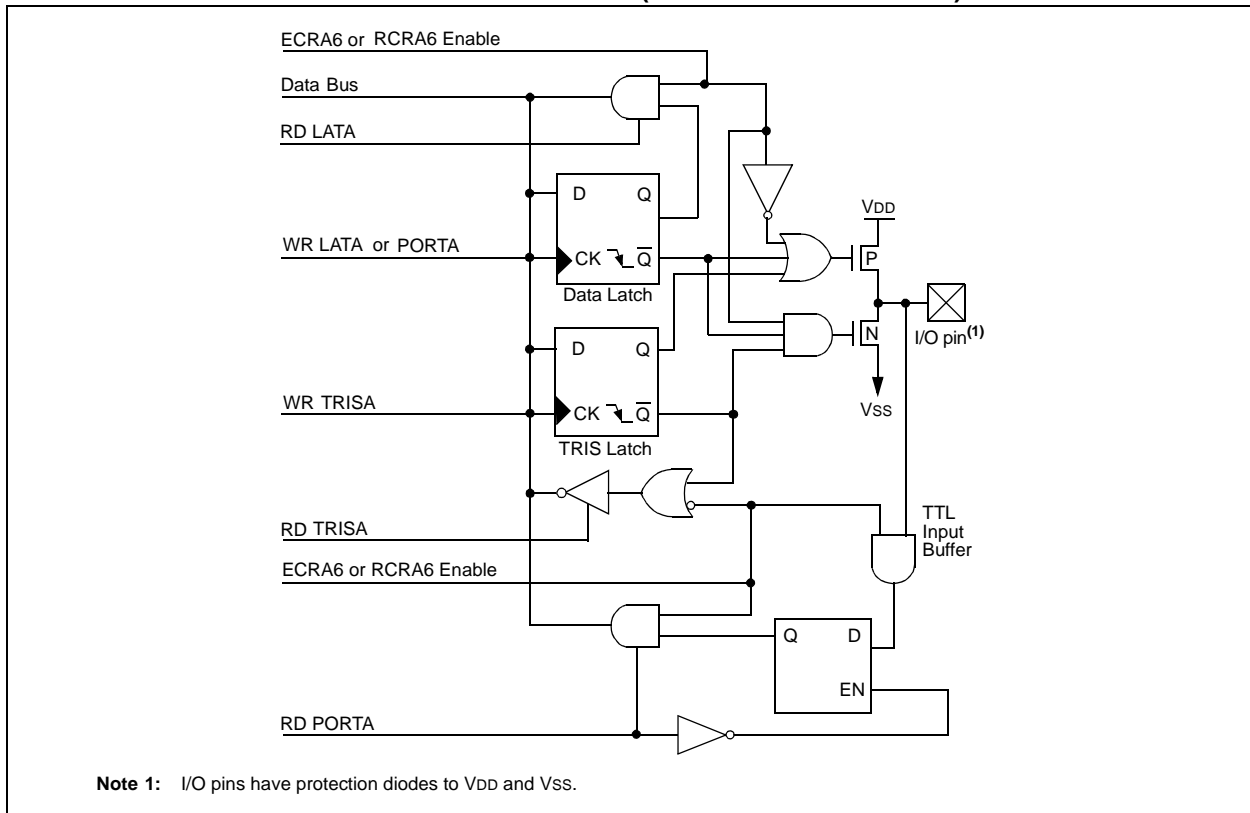 ECRA6 or RCRA6 Enable
Data Bus
RD LATA
D Q
VDD
WR LATA or PORTA
CK Q
P
Data Latch
I/O pin(1)
N
D Q
WR TRISA
CK Q
VSS
TRIS Latch
TTL
Input
Buffer
RD TRISA
ECRA6 or RCRA6 Enable
Q D
EN
RD PORTA
Note 1: I/O pins have protection diodes to VDD and VSS.